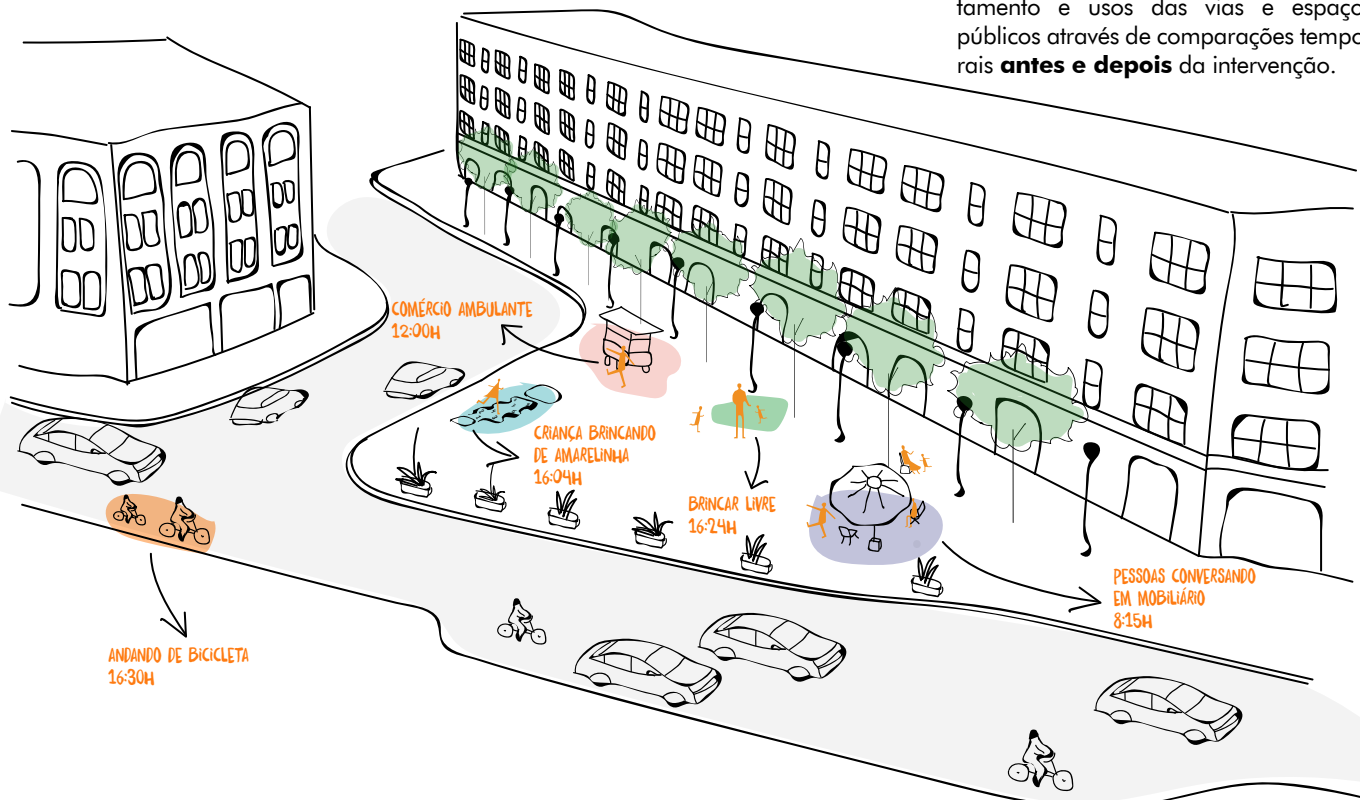 tamento e usos das vias e espaço
públicos através de comparações tempo
rais antes e depois da intervenção.
COMÉRCIO AMBULANTE
12:00H
CRIANÇA BRINCANDO
DE AMARELINHA
16:04H
BRINCAR LIVRE
16:24H
PESSOAS CONVERSANDO
EM MOBILIÁRIO
8:15H
ANDANDO DE BICICLETA
16:30H